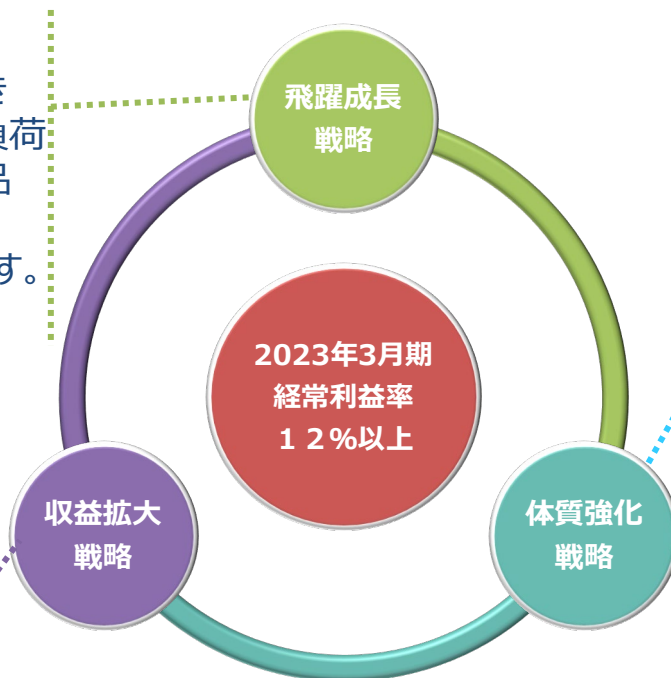 荷
品
す。
飛躍成長
戦略
2023年3月期
経常利益率
１２%以上
収益拡大
戦略
体質強化
戦略